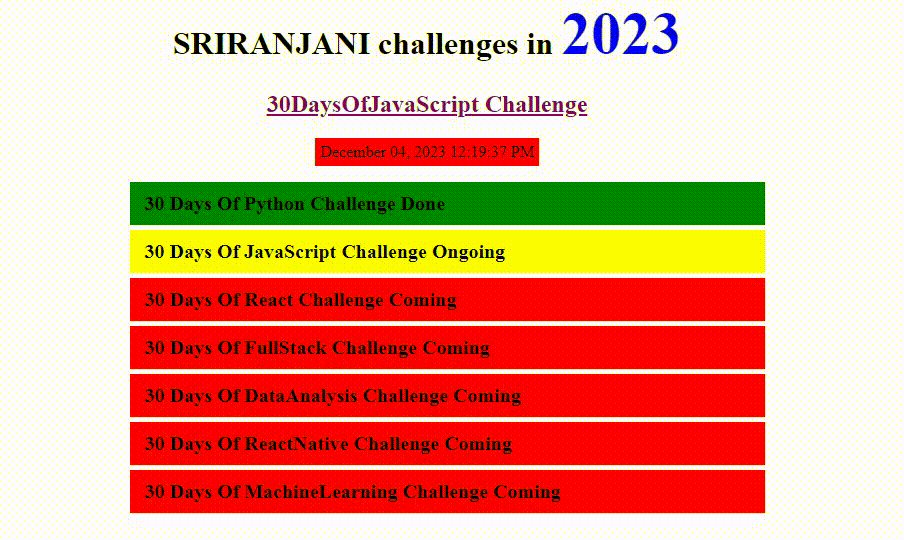 SRIRANJANI challenges in 2023
30DaysOfJavaScript Challenge
December 04, 2023 12:19:37 PM
30 Days Of Python Challenge Done
30 Days Of JavaScript Challenge Ongoing
30 Days Of React Challenge Coming
30 Days Of FullStack Challenge Coming
30 Days Of DataAnalysis Challenge Coming
30 Days Of ReactNative Challenge Coming
30 Days Of MachineLearning Challenge Coming